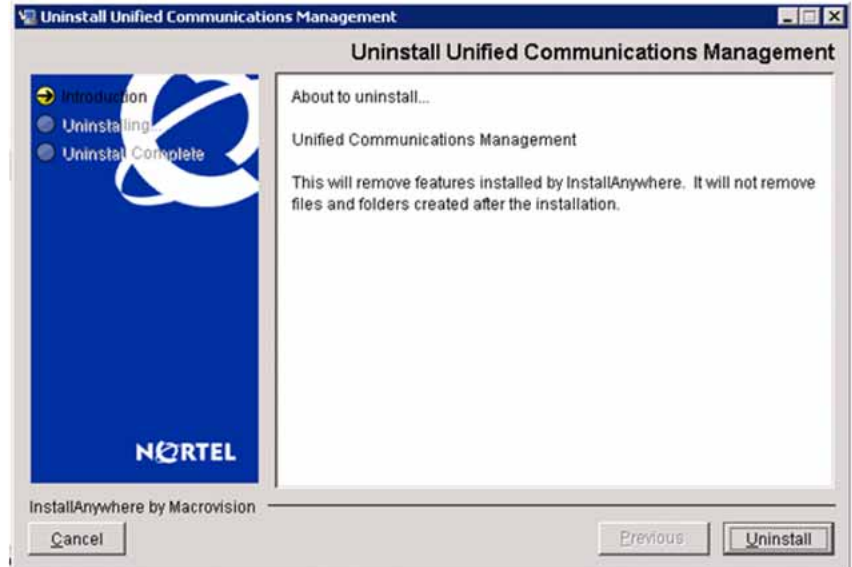 Uninstall Unified Communications Management
Uninstall Unified Communications Management
Introduction
Uninstalling...
Uninstall Complete
About to uninstall...
Unified Communications Management
This will remove features installed by InstallAnywhere. It will not remove
files and folders created after the installation.
NORTEL
InstallAnywhere by Macrovision
Cancel
Previous
Uninstall